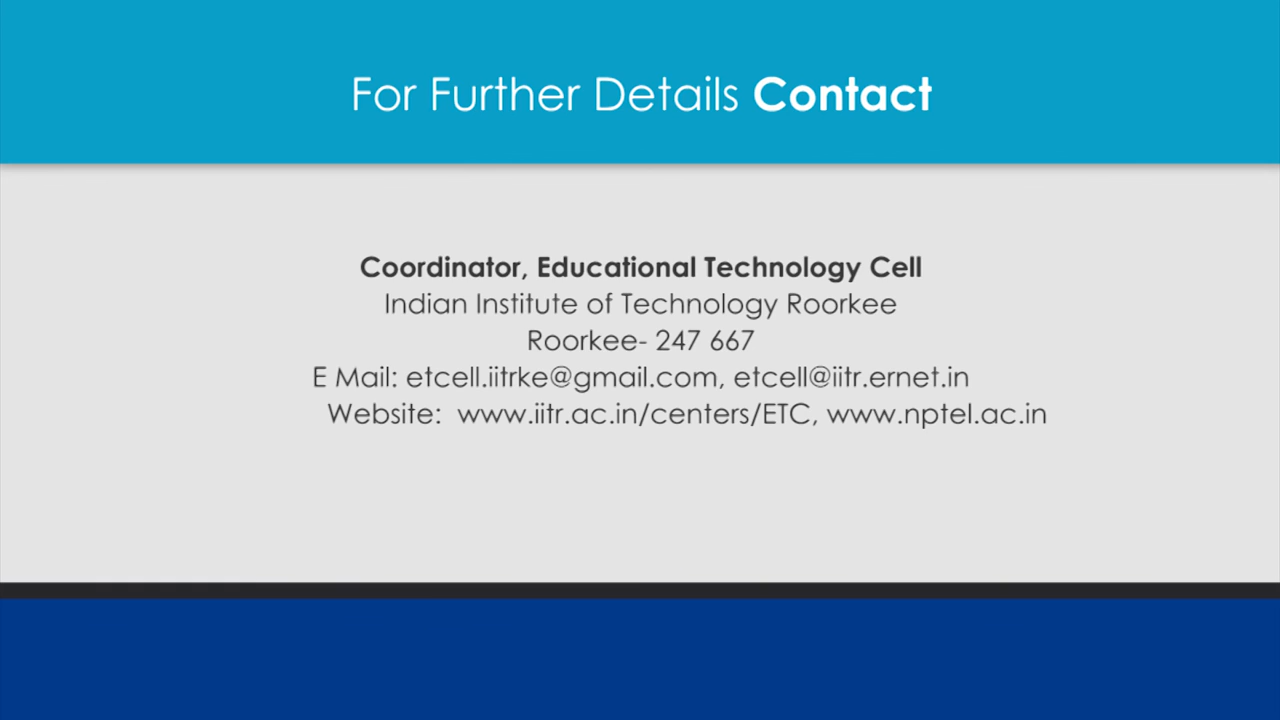 For Further Details Contact
Coordinator, Educational Technology Cell
Indian Institute of Technology Roorkee
Roorkee- 247 667
E Mail: etcell.iitrke@gmail.com, etcell@iitr.ernet.in
Website: www.iitr.ac.in/centers/ETC, www.nptel.ac.in